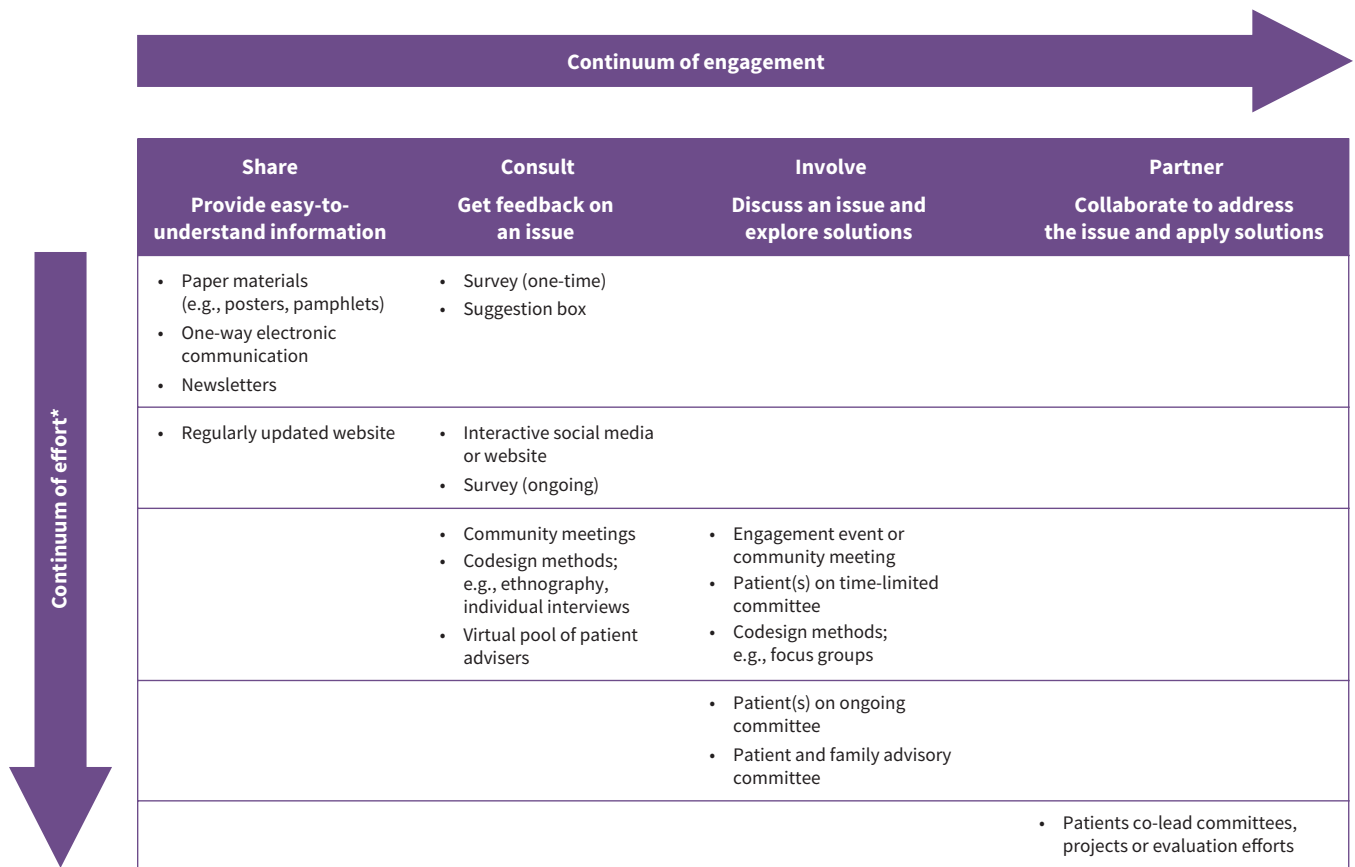 Continuum of engagement
Share
Provide easy-to-
understand information
Consult
Get feedback on
an issue
Involve
Discuss an issue and
explore solutions
Partner
Collaborate to address
the issue and apply solutions
Continuum of effort*
• Paper materials
(e.g., posters, pamphlets)
• One-way electronic
communication
• Newsletters
• Survey (one-time)
• Suggestion box
• Regularly updated website
• Interactive social media
or website
• Survey (ongoing)
• Community meetings
• Codesign methods;
e.g., ethnography,
individual interviews
• Virtual pool of patient
advisers
• Engagement event or
community meeting
• Patient(s) on time-limited
committee
• Codesign methods;
e.g., focus groups
• Patient(s) on ongoing
committee
• Patient and family advisory
committee
• Patients co-lead committees,
projects or evaluation efforts